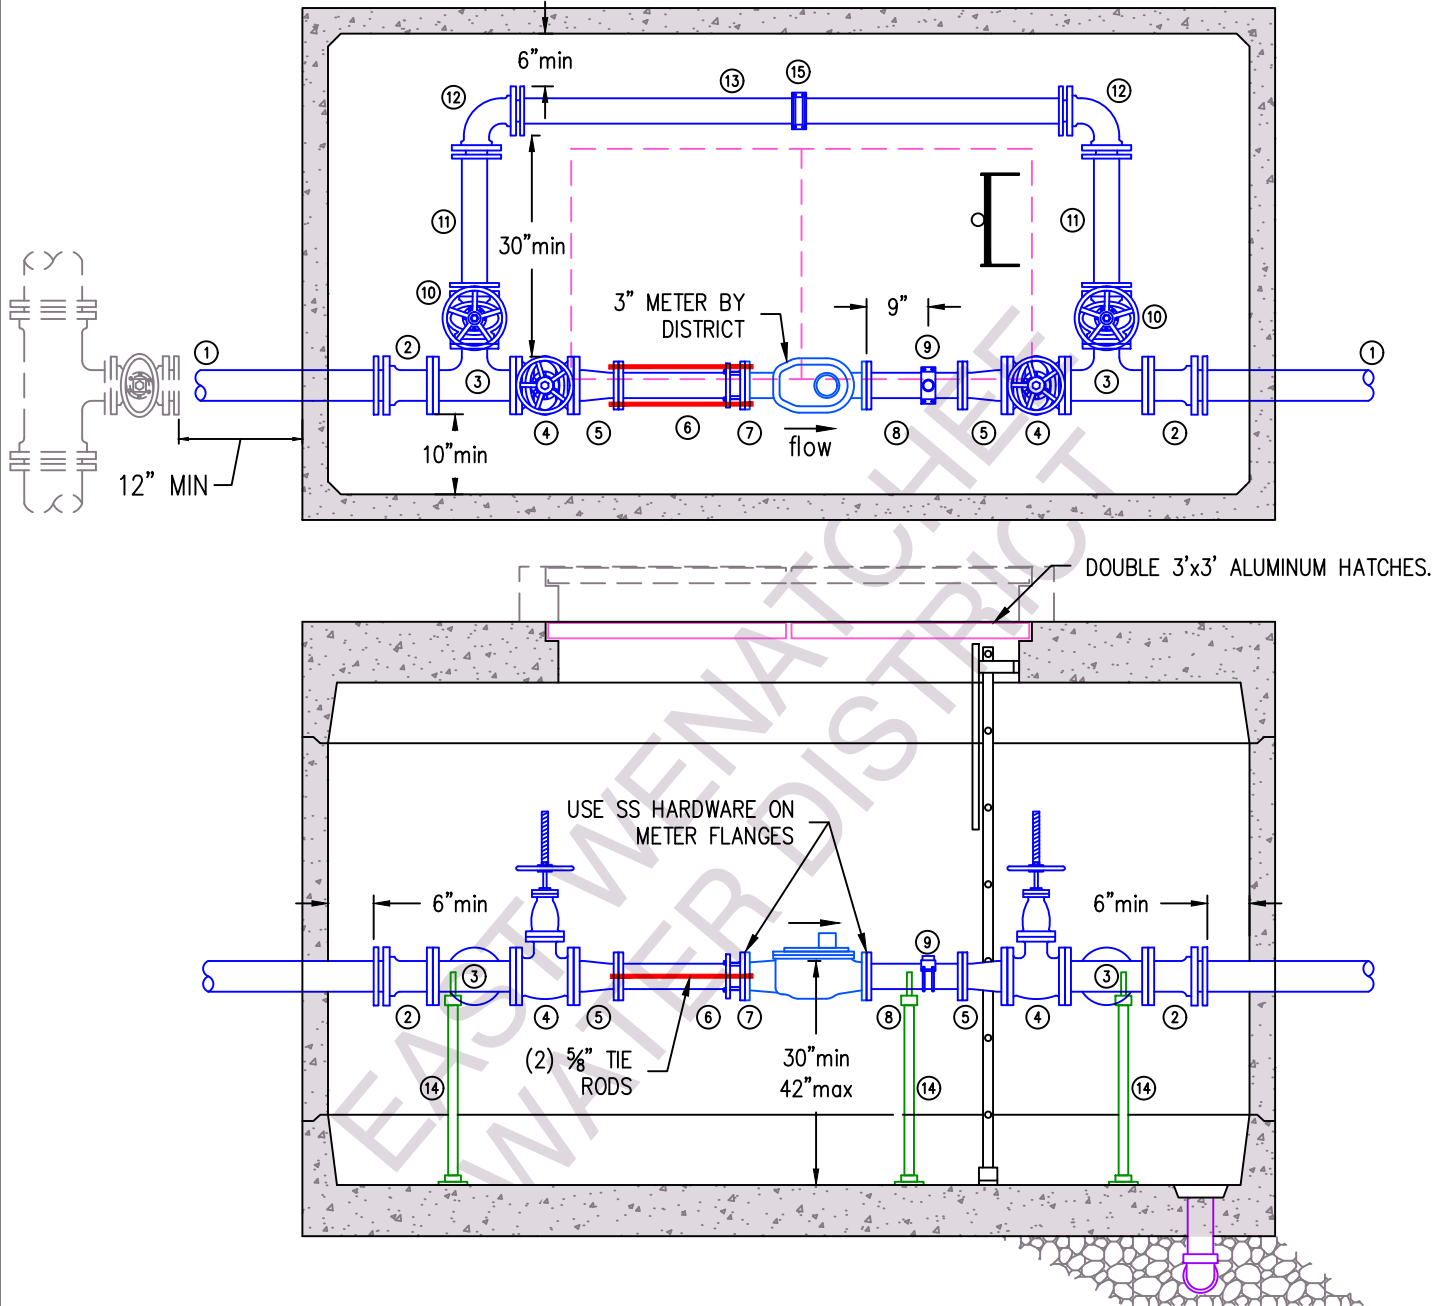 6"min
13
15
12
12
11
30"min
11
3" METER BY
DISTRICT
9"
10
10
1
2
3
9
3
1
4
5
6
7
8
5
4
2
flow
10"min
12" MIN
DOUBLE 3'x3' ALUMINUM HATCHES.
EAST WENATCHEE
WATER DISTRICT
USE SS HARDWARE ON
METER FLANGES
6"min
6"min
9
3
3
2
4
5
6
7
8
5
4
2
(2) 5/8" TIE
RODS
30"min
42"max
14
14
14